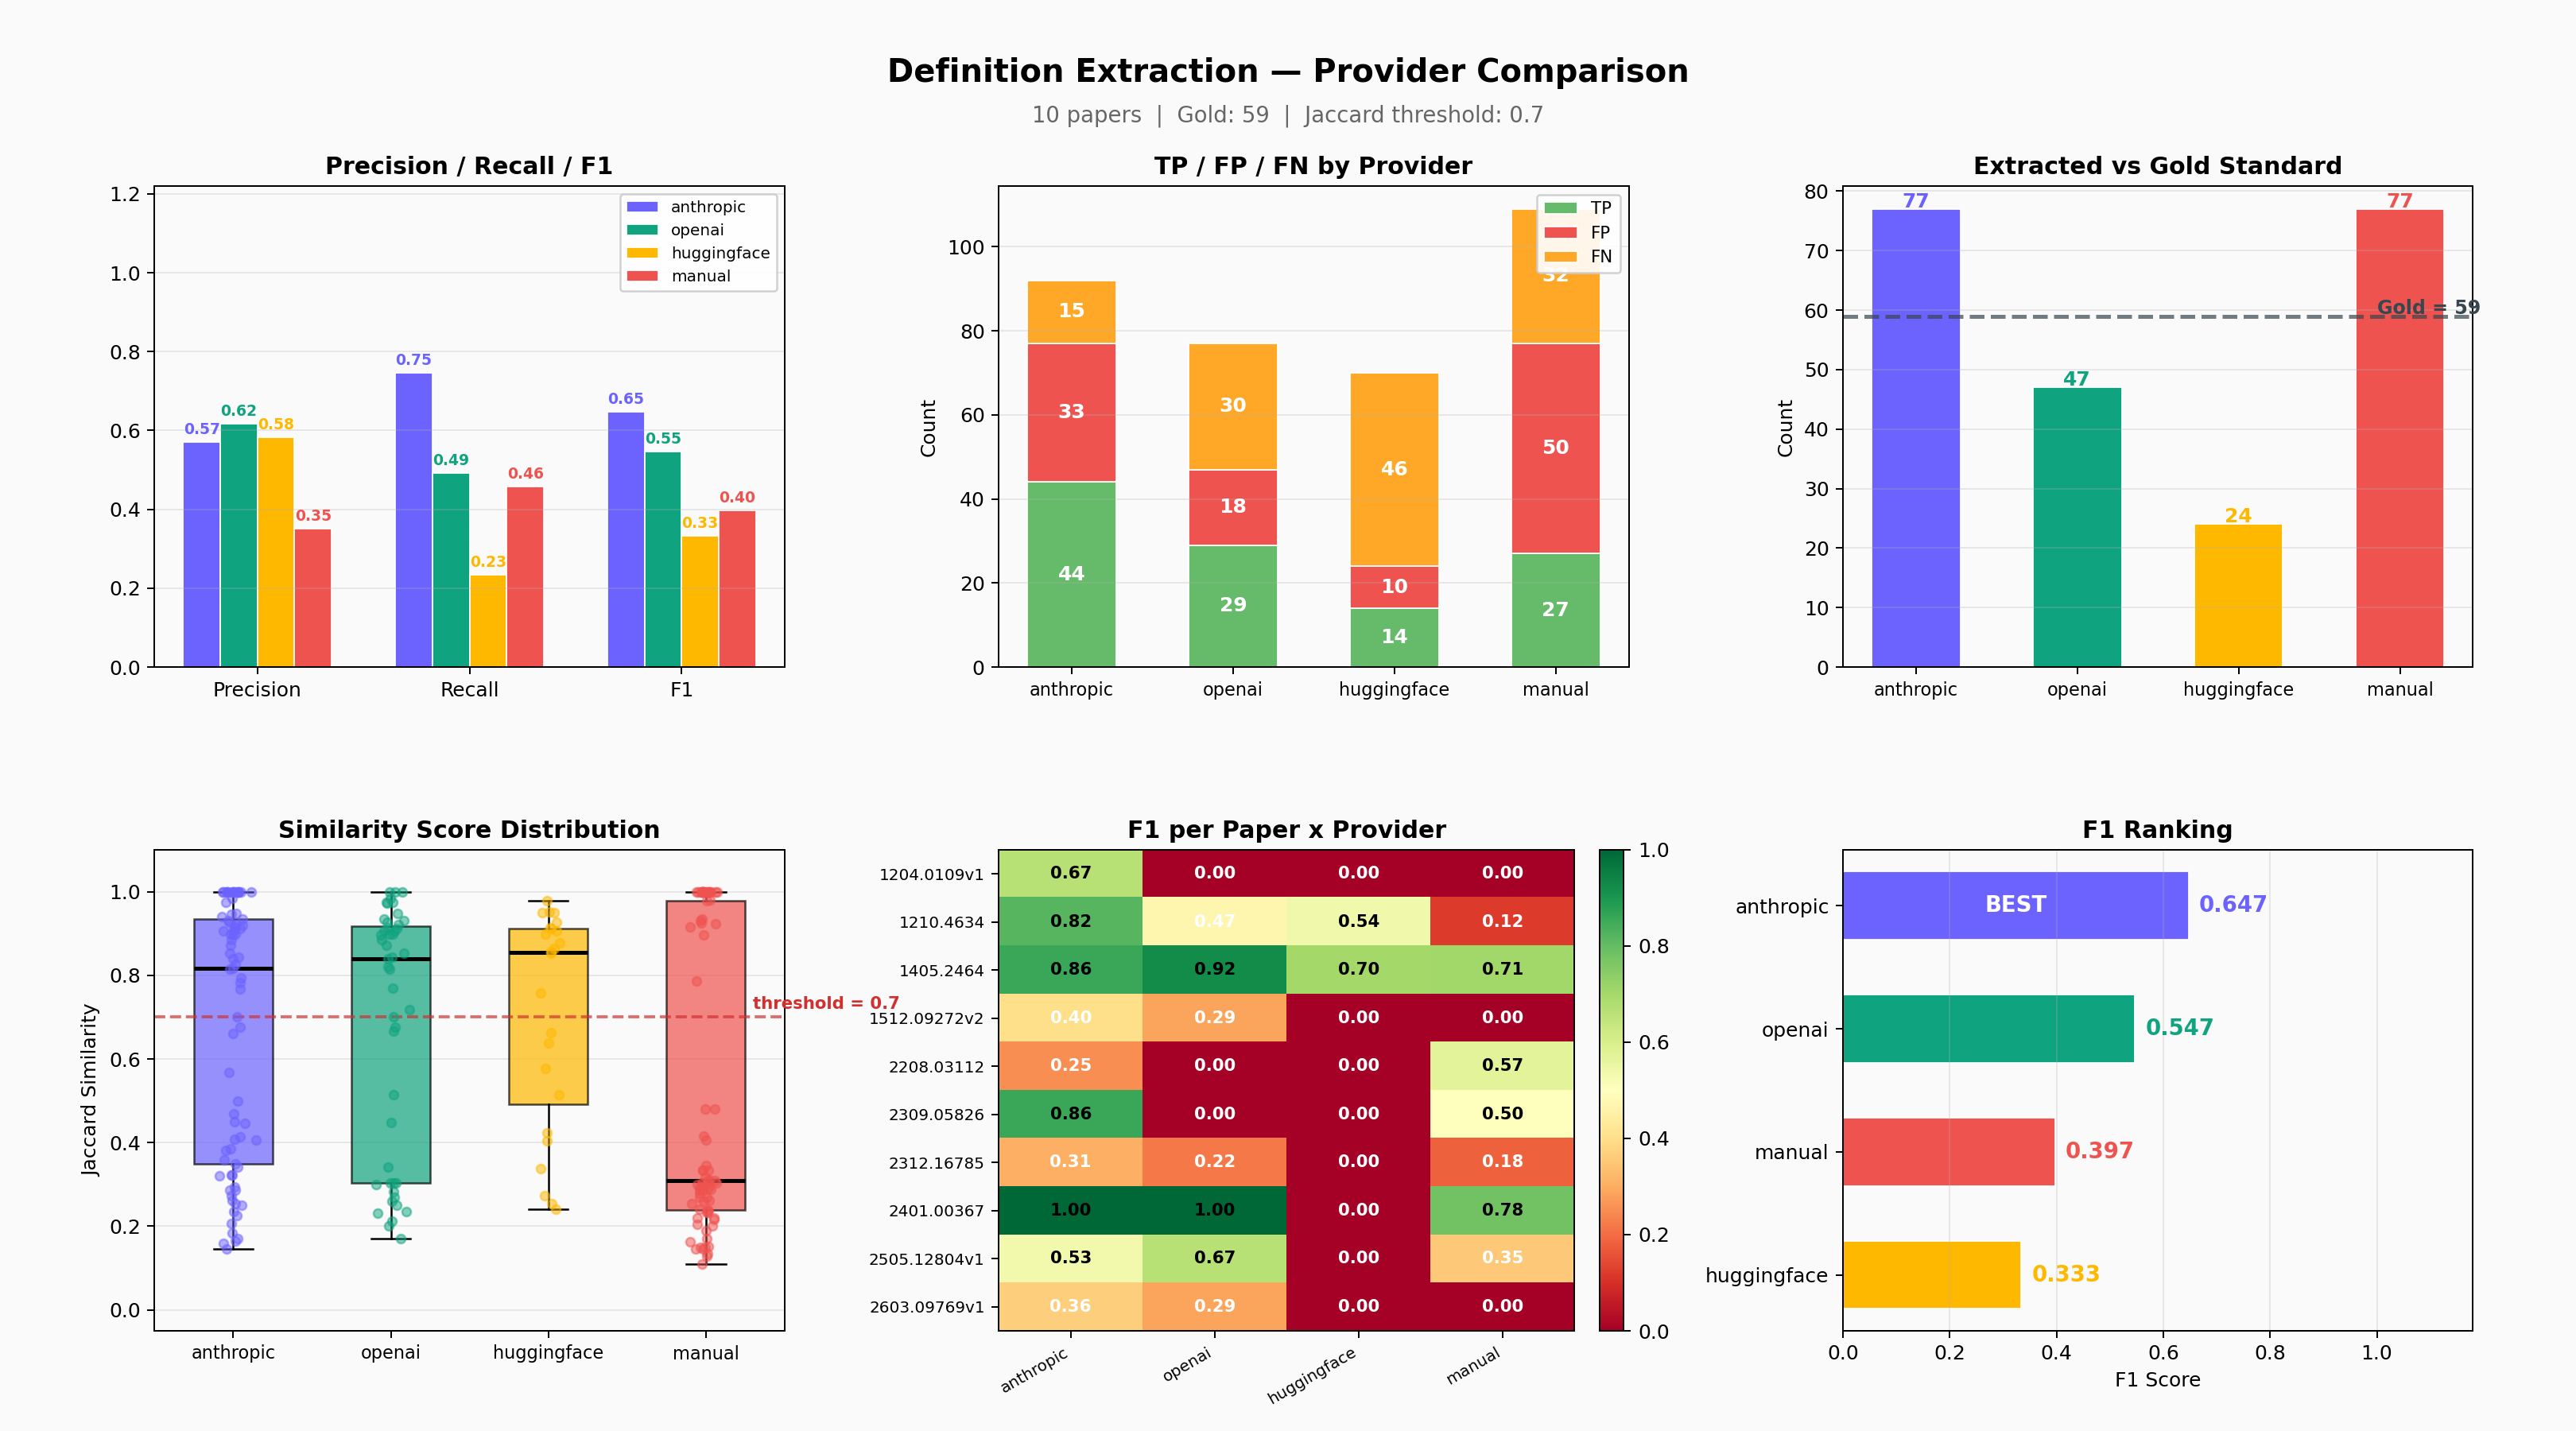 Definition Extraction — Provider Comparison
10 papers | Gold: 59 | Jaccard threshold: 0.7
Precision / Recall / F1
1.2
1.0
0.8
0.6
0.4
0.2
0.0
anthropic
openai
huggingface
manual
0.57
0.62
0.58
0.35
0.75
0.49
0.23
0.46
0.65
0.55
0.33
0.40
Precision
Recall
F1
TP / FP / FN by Provider
Count
100
80
60
40
20
0
TP
FP
FN
15
33
44
30
18
29
46
10
14
32
50
27
anthropic
openai
huggingface
manual
Extracted vs Gold Standard
Count
80
70
60
50
40
30
20
10
0
77
47
24
77
Gold = 59
anthropic
openai
huggingface
manual
Similarity Score Distribution
Jaccard Similarity
1.0
0.8
0.6
0.4
0.2
0.0
threshold = 0.7
anthropic
openai
huggingface
manual
F1 per Paper x Provider
1204.0109v1 0.67 0.00 0.00 0.00
1210.4634 0.82 0.47 0.54 0.12
1405.2464 0.86 0.92 0.70 0.71
1512.09272v2 0.40 0.29 0.00 0.00
2208.03112 0.25 0.00 0.00 0.57
2309.05826 0.86 0.00 0.00 0.50
2312.16785 0.31 0.22 0.00 0.18
2401.00367 1.00 1.00 0.00 0.78
2505.12804v1 0.53 0.67 0.00 0.35
2603.09769v1 0.36 0.29 0.00 0.00
anthropic
openai
huggingface
manual
1.0
0.8
0.6
0.4
0.2
0.0
F1 Ranking
anthropic BEST 0.647
openai 0.547
manual 0.397
huggingface 0.333
0.0 0.2 0.4 0.6 0.8 1.0
F1 Score